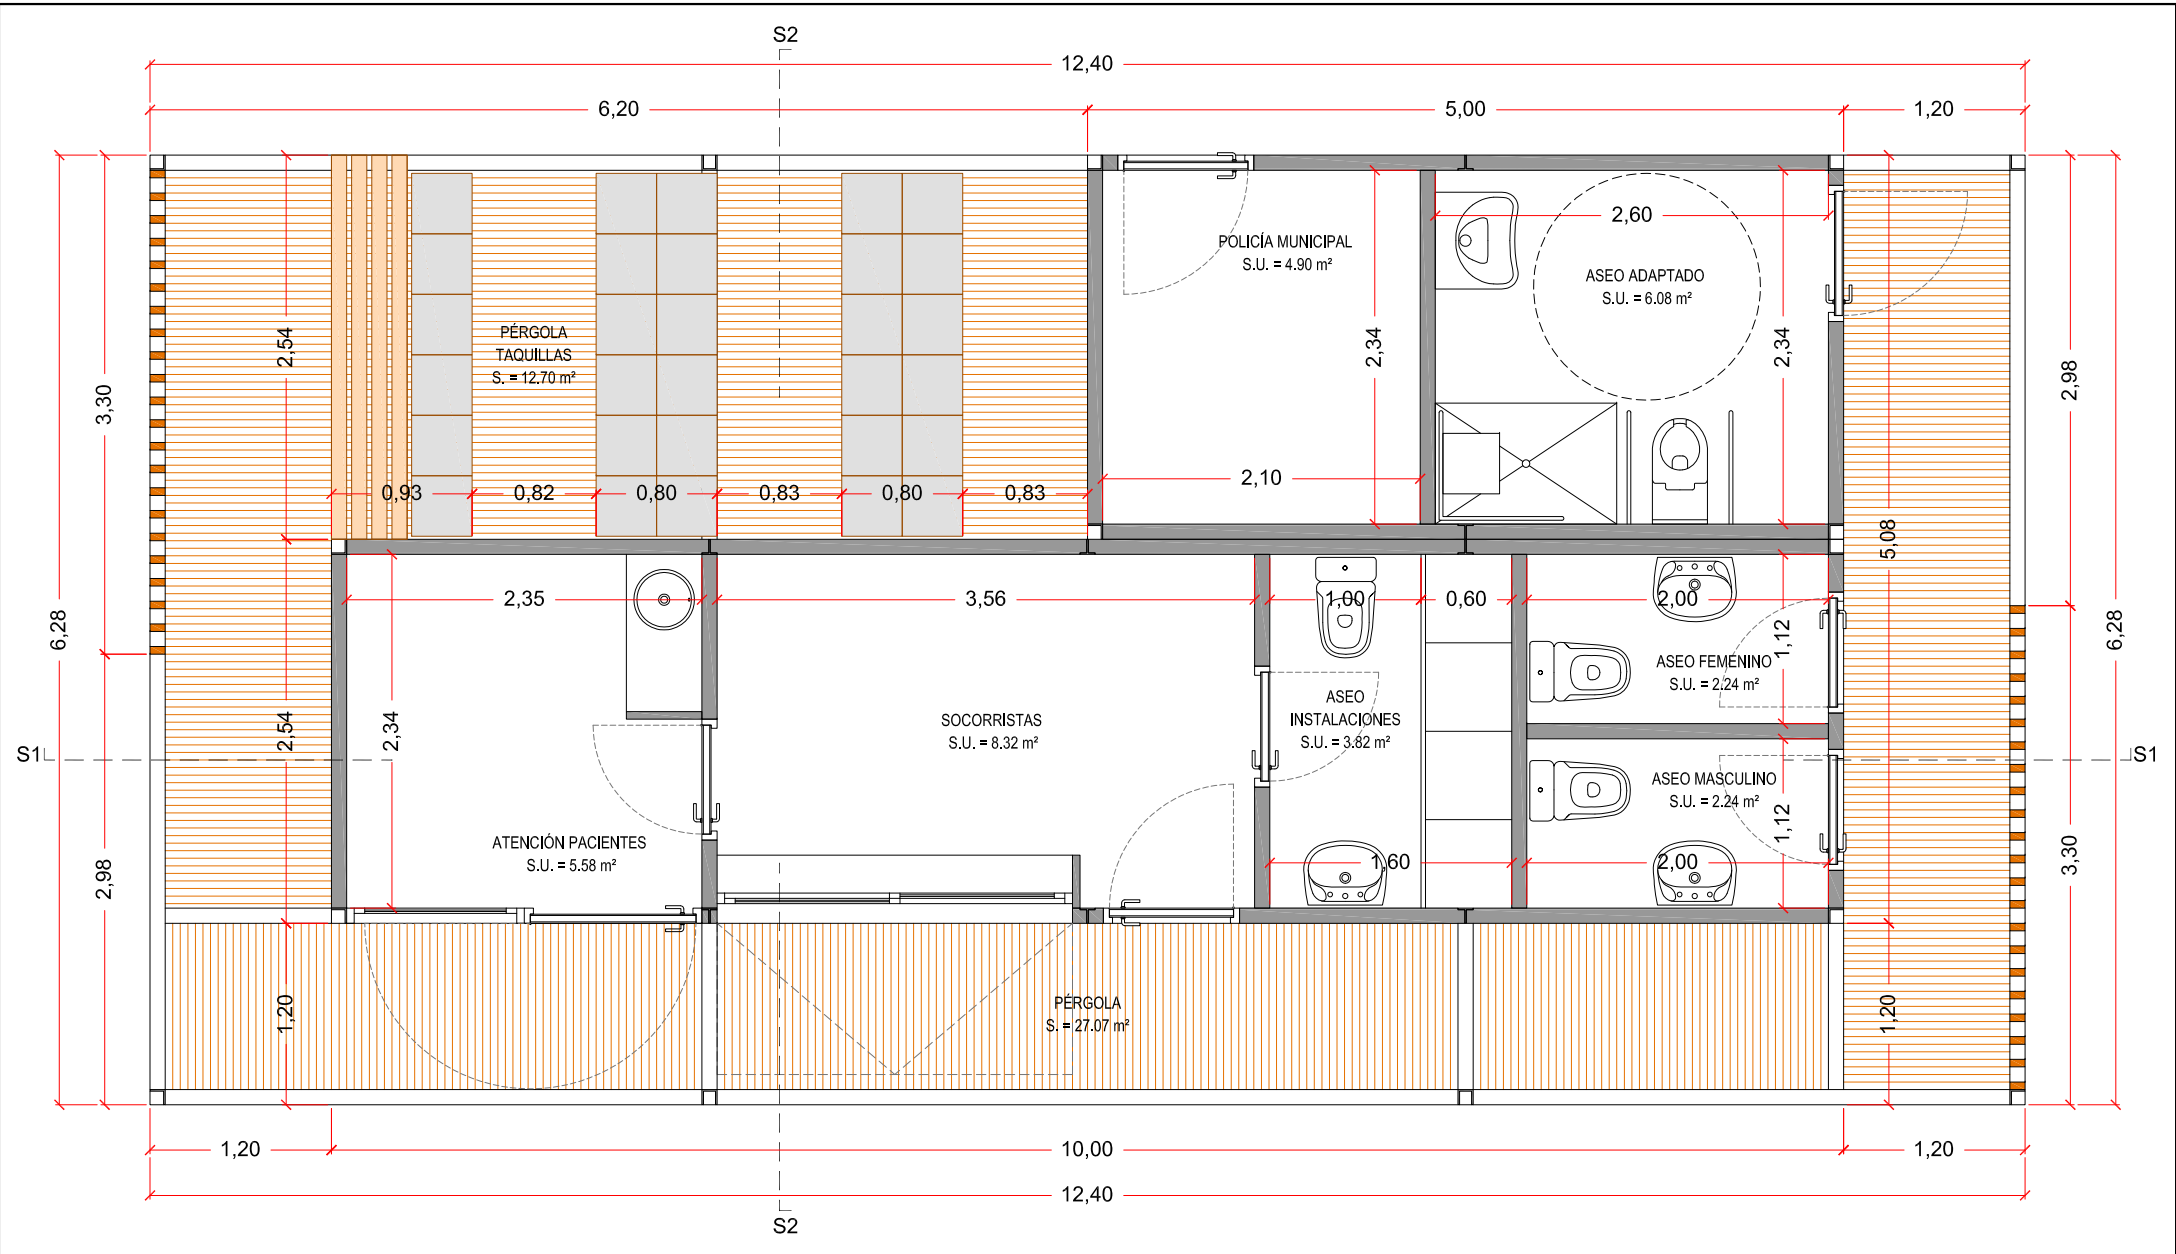 S2
12,40
6,20
5,00
1,20
POLICÍA MUNICIPAL
S.U. = 4.90 m²
2,60
ASEO ADAPTADO
S.U. = 6.08 m²
PÉRGOLA
TAQUILLAS
S. = 12.70 m²
2,54
3,30
2,34
2,34
2,98
0,93
0,82
0,80
0,83
0,80
0,83
2,10
5,08
2,35
3,56
1,00
0,60
2,00
6,28
1,12
6,28
ASEO FEMENINO
S.U. = 2.24 m²
ASEO
INSTALACIONES
S.U. = 3.82 m²
SOCORRISTAS
S.U. = 8.32 m²
2,54
2,34
S1
S1
ASEO MASCULINO
S.U. = 2.24 m²
1,12
ATENCIÓN PACIENTES
S.U. = 5.58 m²
1,60
2,00
2,98
3,30
PÉRGOLA
S. = 27.07 m²
1,20
1,20
1,20
10,00
1,20
12,40
S2